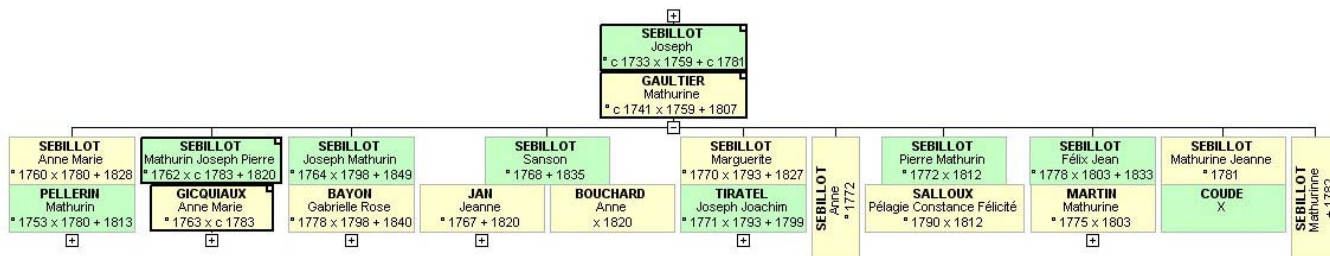 SEBILLOT
Joseph
° c 1733 x 1759 + c 1781
GAULTIER
Mathurine
° c 1741 x 1759 + 1807
SEBILLOT
Anne Marie
° 1760 x 1780 + 1828
PELLERIN
Mathurin
° 1753 x 1780 + 1813
SEBILLOT
Mathurin Joseph Pierre
° 1762 x c 1783 + 1820
GICQUIAUX
Anne Marie
° 1763 x c 1783
SEBILLOT
Joseph Mathurin
° 1764 x 1798 + 1849
BAYON
Gabrielle Rose
° 1778 x 1798 + 1840
SEBILLOT
Sanson
° 1768 + 1835
JAN
Jeanne
° 1767 + 1820
BOUCHARD
Anne
x 1820
SEBILLOT
Marguerite
° 1770 x 1793 + 1827
TIRATEL
Joseph Joachim
° 1771 x 1793 + 1799
SEBILLOT
Anne
° 1772
SEBILLOT
Pierre Mathurin
° 1772 x 1812
SALLOUX
Pélagie Constance Félicité
° 1790 x 1812
SEBILLOT
Félix Jean
° 1778 x 1803 + 1833
MARTIN
Mathurine
° 1775 x 1803
SEBILLOT
Mathurine Jeanne
° 1781
COUDE
X
SEBILLOT
Mathurinne
+ 1782